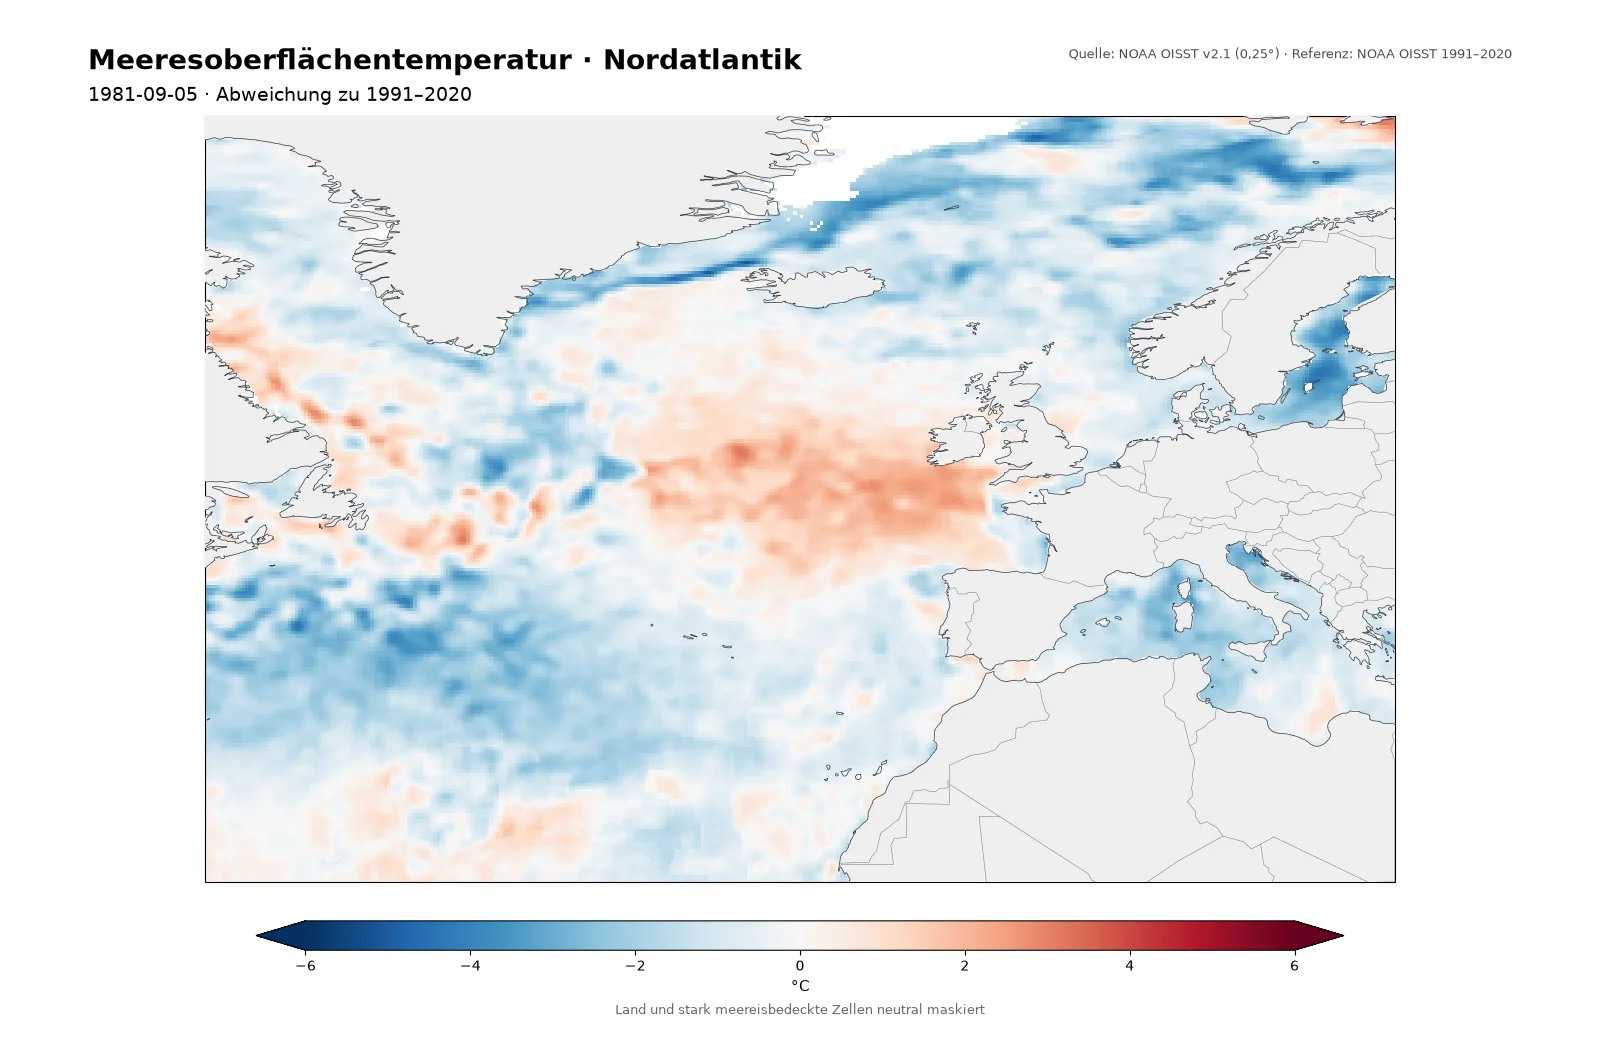 Meeresoberflächentemperatur · Nordatlantik
Quelle: NOAA OISST v2.1 (0,25°) · Referenz: NOAA OISST 1991–2020
1981-09-05 · Abweichung zu 1991–2020
−6 −4 −2 0 2 4 6
°C
Land und stark meereisbedeckte Zellen neutral maskiert